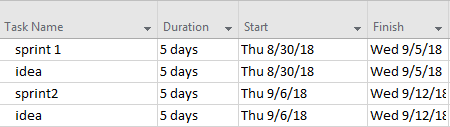 Task Name Duration Start Finish
sprint 1 5 days Thu 8/30/18 Wed 9/5/18
idea 5 days Thu 8/30/18 Wed 9/5/18
sprint2 5 days Thu 9/6/18 Wed 9/12/18
idea 5 days Thu 9/6/18 Wed 9/12/18